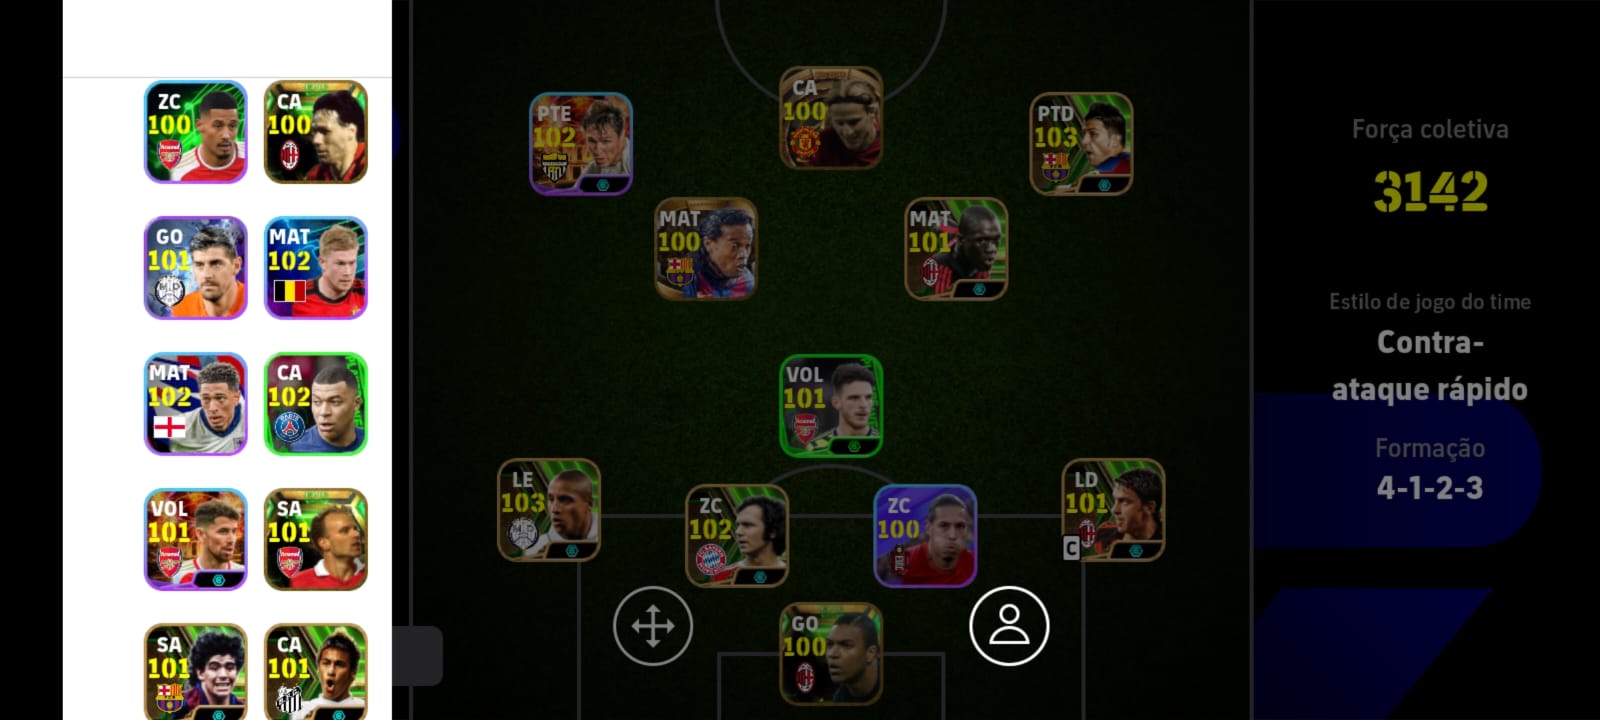 ZC
100
CA
100
GO
101
MAT
102
MAT
102
CA
102
PARIS
VOL
101
Arsenal
SA
101
Arsenal
SA
101
CA
101
CA
100
PTE
102
PTD
103
MAT
100
MAT
101
VOL
101
LE
103
ZC
102
ZC
100
LD
101
C
GO
100
Força coletiva
3142
Estilo de jogo do time
Contra-
ataque rápido
Formação
4-1-2-3